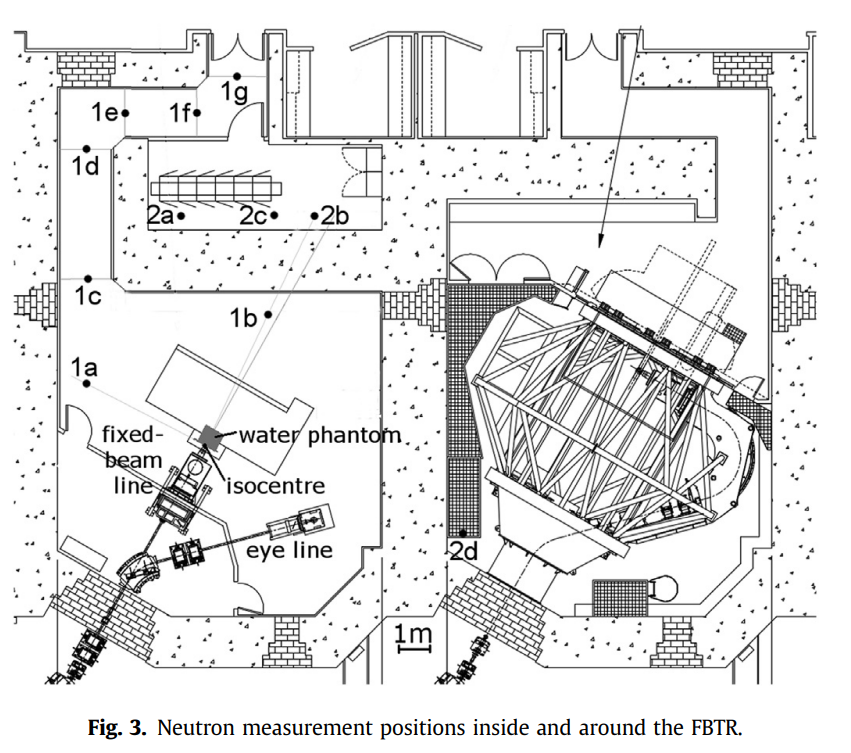 1g
1e
1f
1d
2a
2c
2b
1c
1b
1a
fixed-
beam
line
water phantom
isocentre
eye line
2d
1m
Fig. 3. Neutron measurement positions inside and around the FBTR.